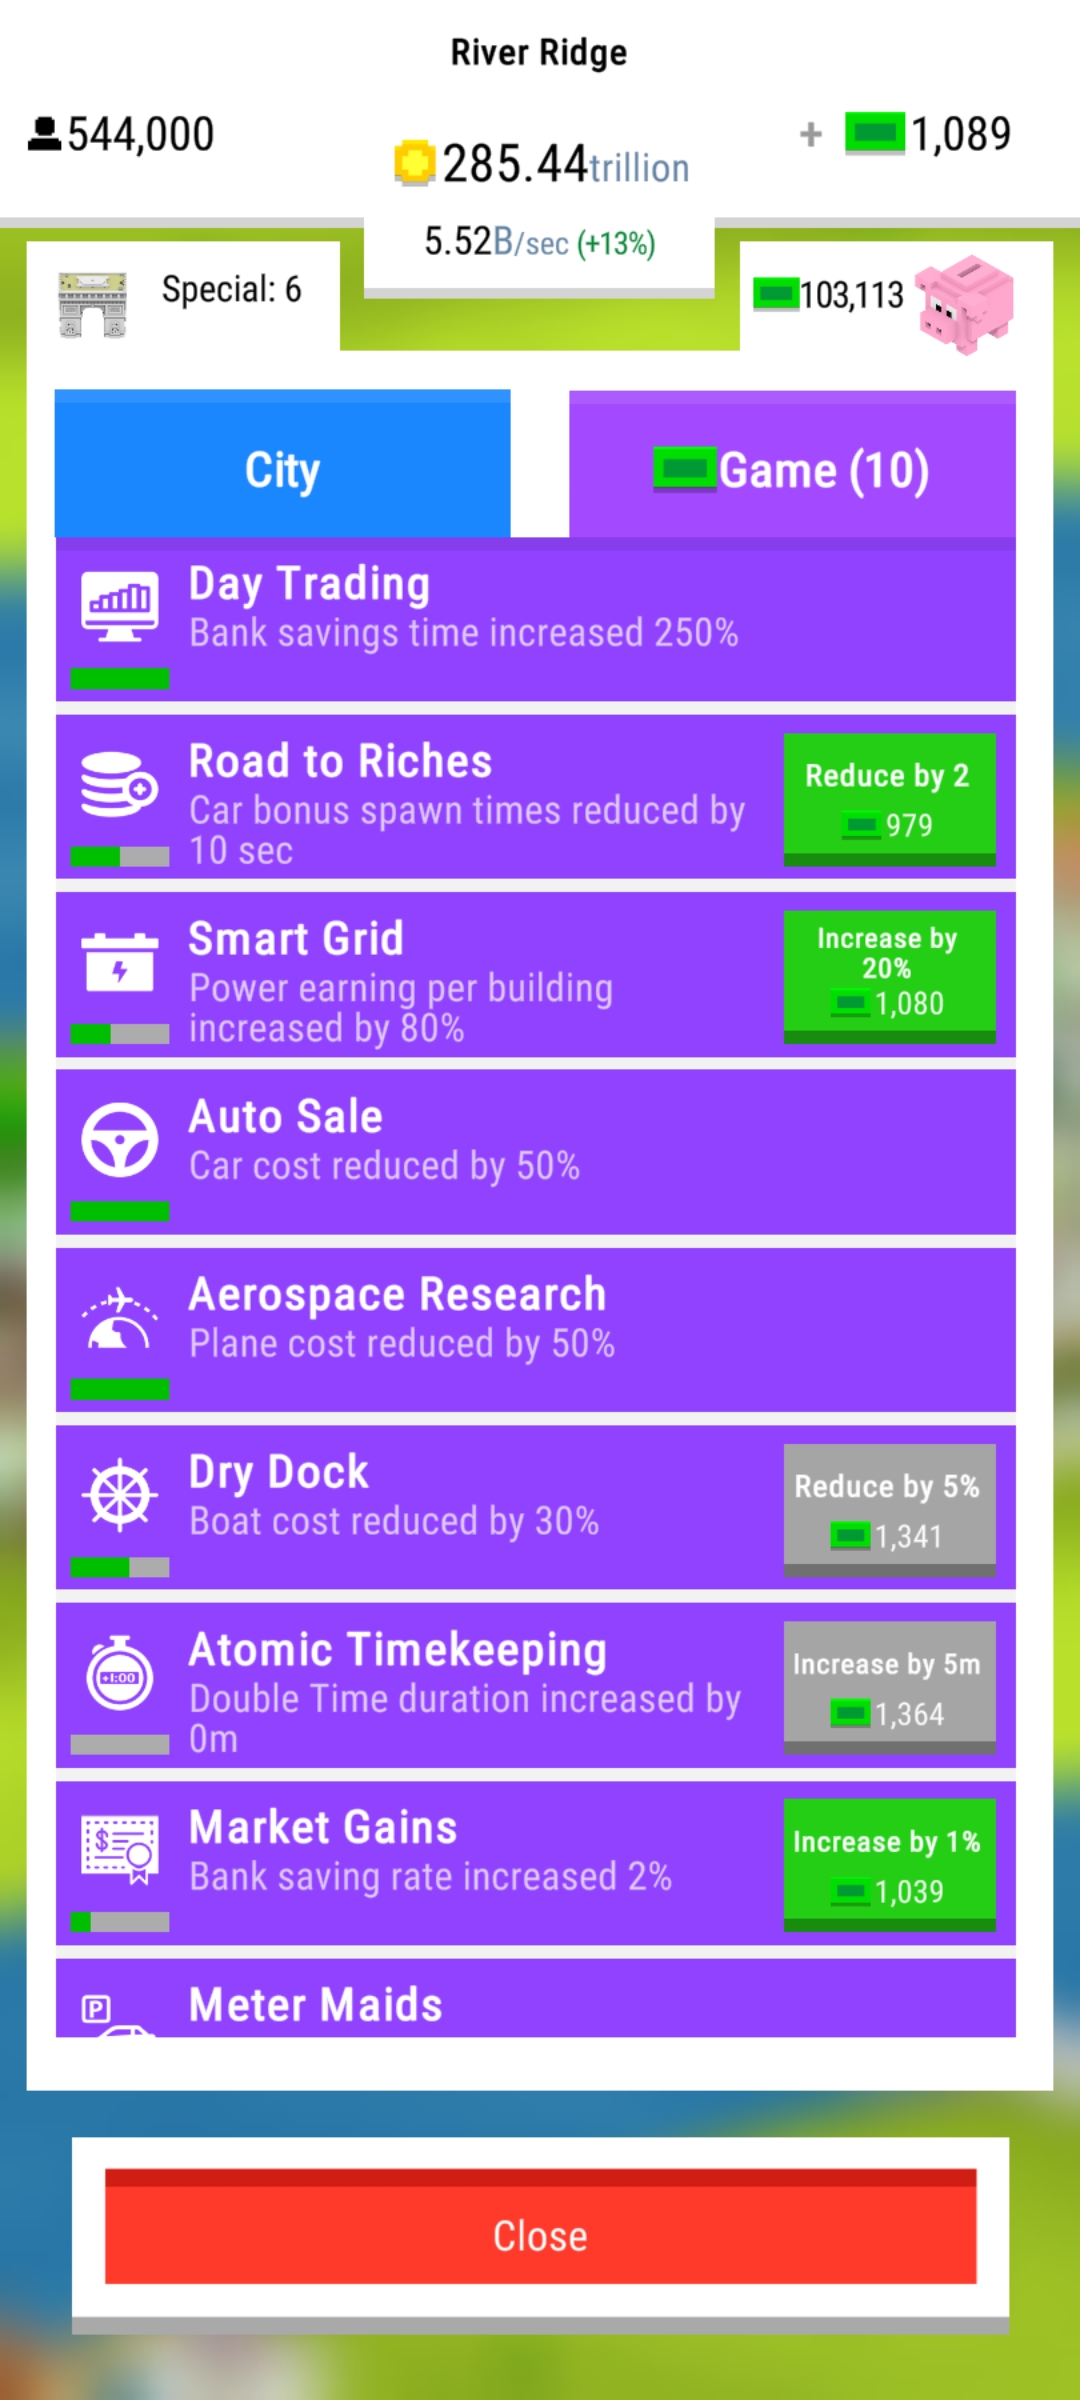 River Ridge
544,000
285.44trillion
+ 1,089
5.52B/sec (+13%)
Special: 6
103,113
City
Game (10)
Day Trading
Bank savings time increased 250%
Road to Riches
Car bonus spawn times reduced by
10 sec
Reduce by 2
979
Smart Grid
Power earning per building
increased by 80%
Increase by
20%
1,080
Auto Sale
Car cost reduced by 50%
Aerospace Research
Plane cost reduced by 50%
Dry Dock
Boat cost reduced by 30%
Reduce by 5%
1,341
+1:00
Atomic Timekeeping
Double Time duration increased by
0m
Increase by 5m
1,364
$
Market Gains
Bank saving rate increased 2%
Increase by 1%
1,039
P
Meter Maids
Close